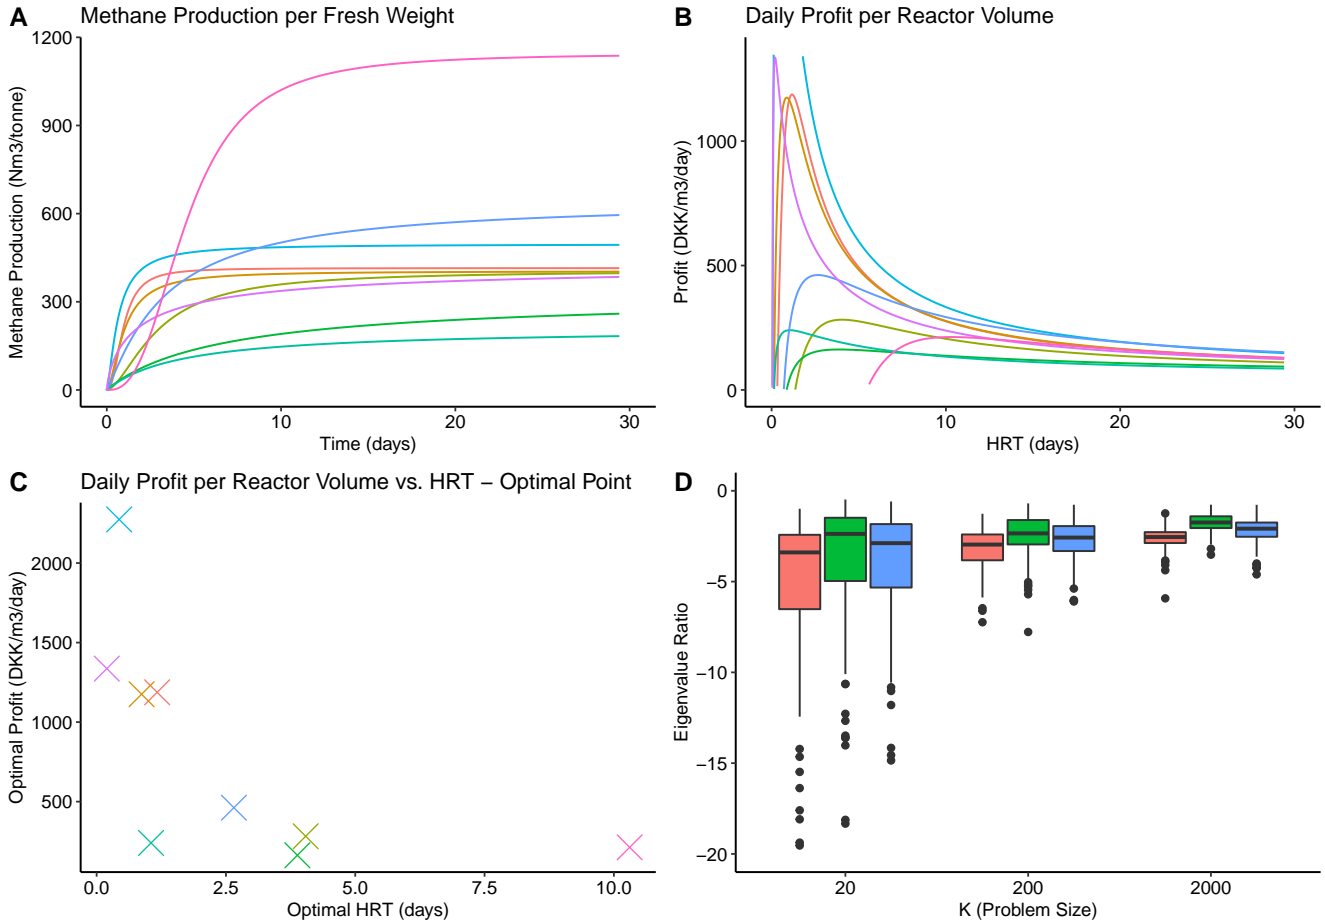 A
Methane Production per Fresh Weight
Methane Production (Nm3/tonne)
1200
900
600
300
0
0 10 20 30
Time (days)
B
Daily Profit per Reactor Volume
Profit (DKK/m3/day)
1000
500
0
0 10 20 30
HRT (days)
C
Daily Profit per Reactor Volume vs. HRT − Optimal Point
Optimal Profit (DKK/m3/day)
2000
1500
1000
500
0.0 2.5 5.0 7.5 10.0
Optimal HRT (days)
D
Eigenvalue Ratio
0
−5
−10
−15
−20
20 200 2000
K (Problem Size)